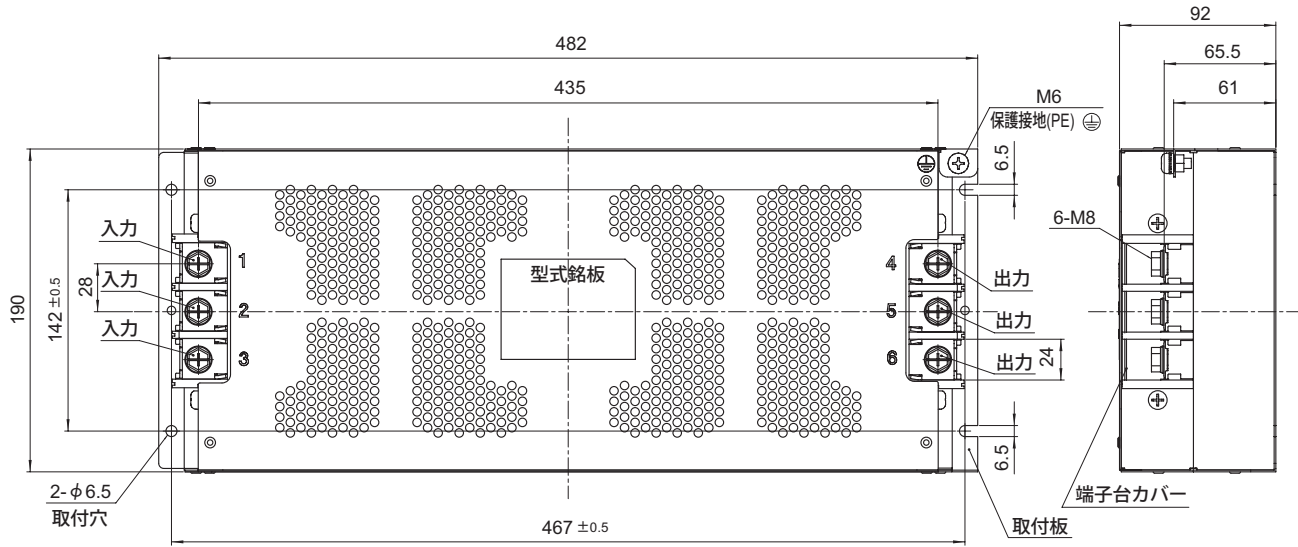 482
435
M6
保護接地(PE)
6.5
190
142 ±0.5
28
入力
入力
入力
1
2
3
型式銘板
4
5
6
出力
出力
出力
24
6.5
2-φ6.5
取付穴
467 ±0.5
取付板
92
65.5
61
6-M8
端子台カバー